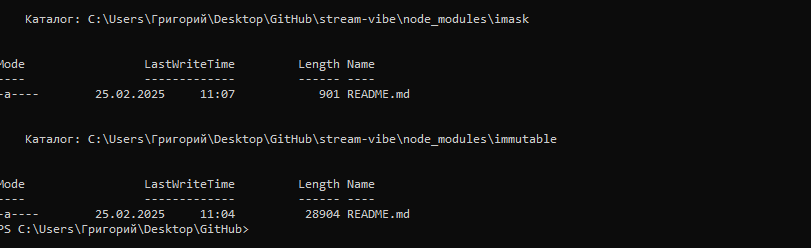 Каталог: C:\Users\Григорий\Desktop\GitHub\stream-vibe\node_modules\imask
Mode LastWriteTime Length Name
---- ------------- ------ ----
-a---- 25.02.2025 11:07 901 README.md
Каталог: C:\Users\Григорий\Desktop\GitHub\stream-vibe\node_modules\immutable
Mode LastWriteTime Length Name
---- ------------- ------ ----
-a---- 25.02.2025 11:04 28904 README.md
PS C:\Users\Григорий\Desktop\GitHub>